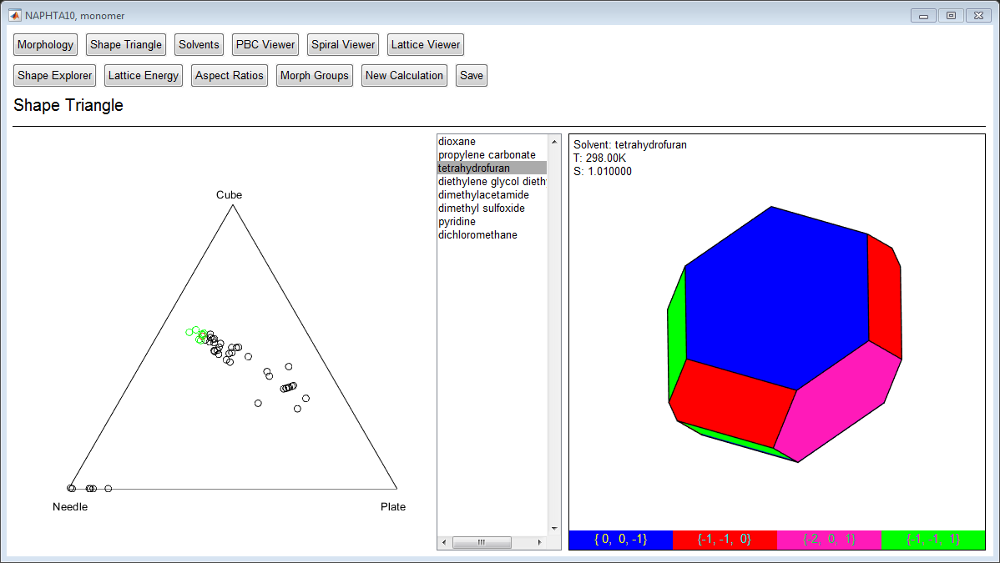 NAPHTA10, monomer
Morphology Shape Triangle Solvents PBC Viewer Spiral Viewer Lattice Viewer
Shape Explorer Lattice Energy Aspect Ratios Morph Groups New Calculation Save
Shape Triangle
Cube
Needle Plate
dioxane
propylene carbonate
tetrahydrofuran
diethylene glycol dieth
dimethylacetamide
dimethyl sulfoxide
pyridine
dichloromethane
Solvent: tetrahydrofuran
T: 298.00K
S: 1.010000
{ 0, 0, -1} {-1, -1, 0} {-2, 0, 1} {-1, -1, 1}